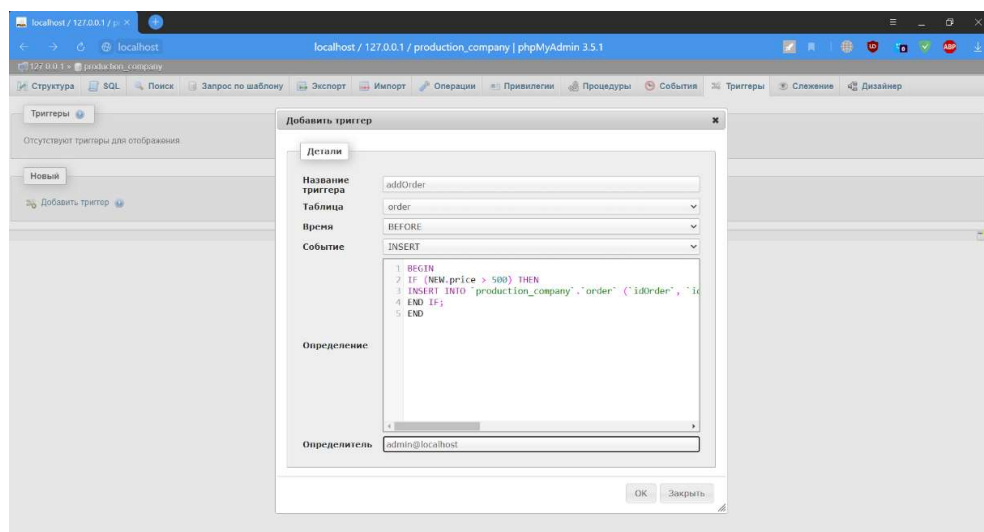 localhost / 127.0.0.1 / p
localhost
localhost / 127.0.0.1 / production_company | phpMyAdmin 3.5.1
ABP
127.0.0.1 » production_company
Структура SQL Поиск Запрос по шаблону Экспорт Импорт Операции Привилегии Процедуры События Триггеры Слежение Дизайнер
Триггеры
Отсутствуют триггеры для отображения
Новый
Добавить триггер
Добавить триггер
Детали
Название триггера addOrder
Таблица order
Время BEFORE
Событие INSERT
Определение
1 BEGIN
2 IF (NEW.price > 500) THEN
3 INSERT INTO `production_company`.`order` (`idOrder`, `id
4 END IF;
5 END
Определитель admin@localhost
OK Закрыть